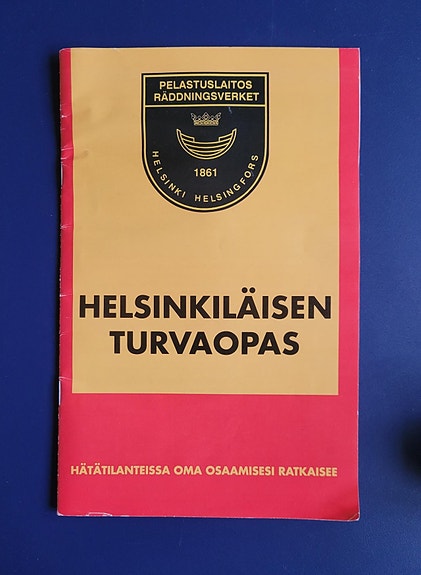 PELASTUSLAITOS
RÄDDNINGSVERKET
1861
HELSINKI HELSINGFORS
HELSINKILÄISEN
TURVAOPAS
HÄTÄTILANTEISSA OMA OSAAMISESI RATKAISEE